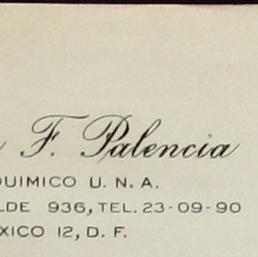 F. Palencia
QUIMICO U. N. A.
LDE 936, TEL. 23-09-90
XICO 12, D. F.